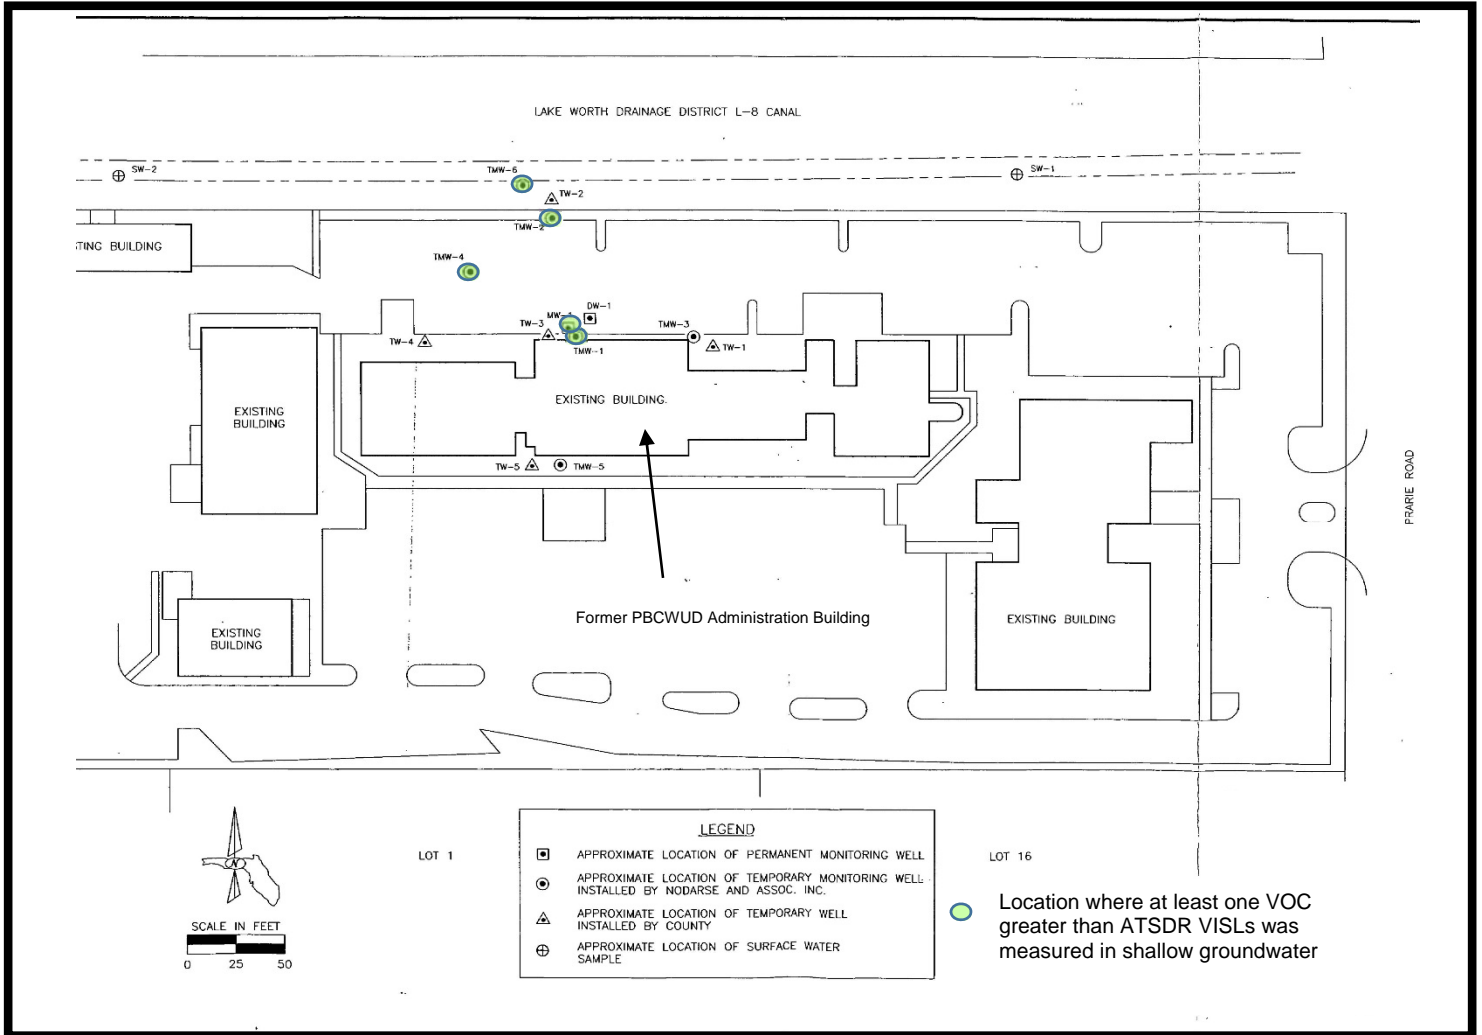 LAKE WORTH DRAINAGE DISTRICT L-8 CANAL
SW-2
TMW-6
SW-1
TW-2
TMW-2
TING BUILDING
TMW-4
DW-1
MW-1
TW-3
TMW-3
TW-4
TMW-1
TW-1
EXISTING BUILDING.
EXISTING
BUILDING
TW-5
TMW-5
PRARIE ROAD
Former PBCWUD Administration Building
EXISTING BUILDING
EXISTING
BUILDING
LOT 1
LOT 16
N
SCALE IN FEET
0 25 50
LEGEND
APPROXIMATE LOCATION OF PERMANENT MONITORING WELL
APPROXIMATE LOCATION OF TEMPORARY MONITORING WELL
INSTALLED BY NODARSE AND ASSOC. INC.
APPROXIMATE LOCATION OF TEMPORARY WELL
INSTALLED BY COUNTY
APPROXIMATE LOCATION OF SURFACE WATER
SAMPLE
Location where at least one VOC
greater than ATSDR VISLs was
measured in shallow groundwater